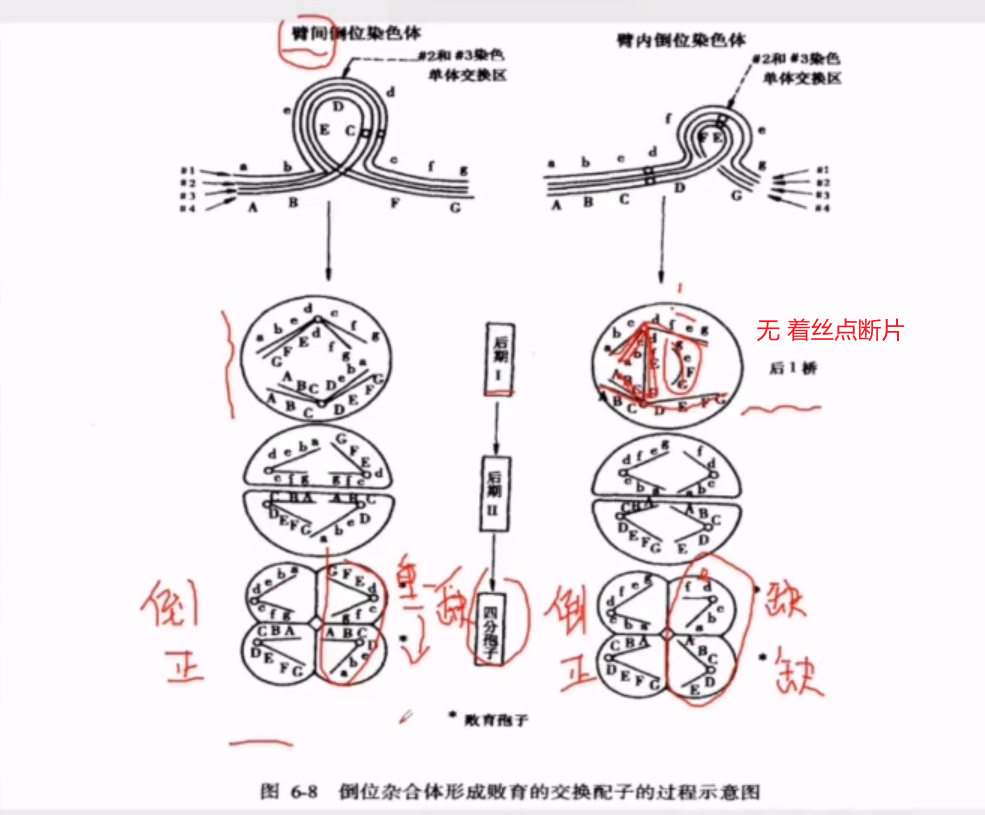 臂间倒位染色体
臂内倒位染色体
#2和 #3染色
单体交换区
#2和 #3染色
单体交换区
e
D
d
E C
a b c f g
#1
#2
#3
#4
A B F G
f
e
F E
a b c d g
#1
#2
#3
#4
A B C D G
后期 I
无 着丝点断片
后 I 桥
a b e d c f g
G F E d f g
A B C D e b a
A B C D E F G
b c d f e g
A B C D E F G
d e b a G F E d
c f g g f c
C B A A B C
D E F G a b e D
后期 II
d f e g f d
c b a a b c
C B A A B C
D E F G E D
倒
正
d e b a G F E d
c f g g f c
C B A A B C
D E F G a b e D
单
缺
四分孢子
倒
正
d f e g f d
c b a a b c
C B A A B C
D E F G E D
* 缺
* 缺
* 败育孢子
图 6-8 倒位杂合体形成败育的交换配子的过程示意图